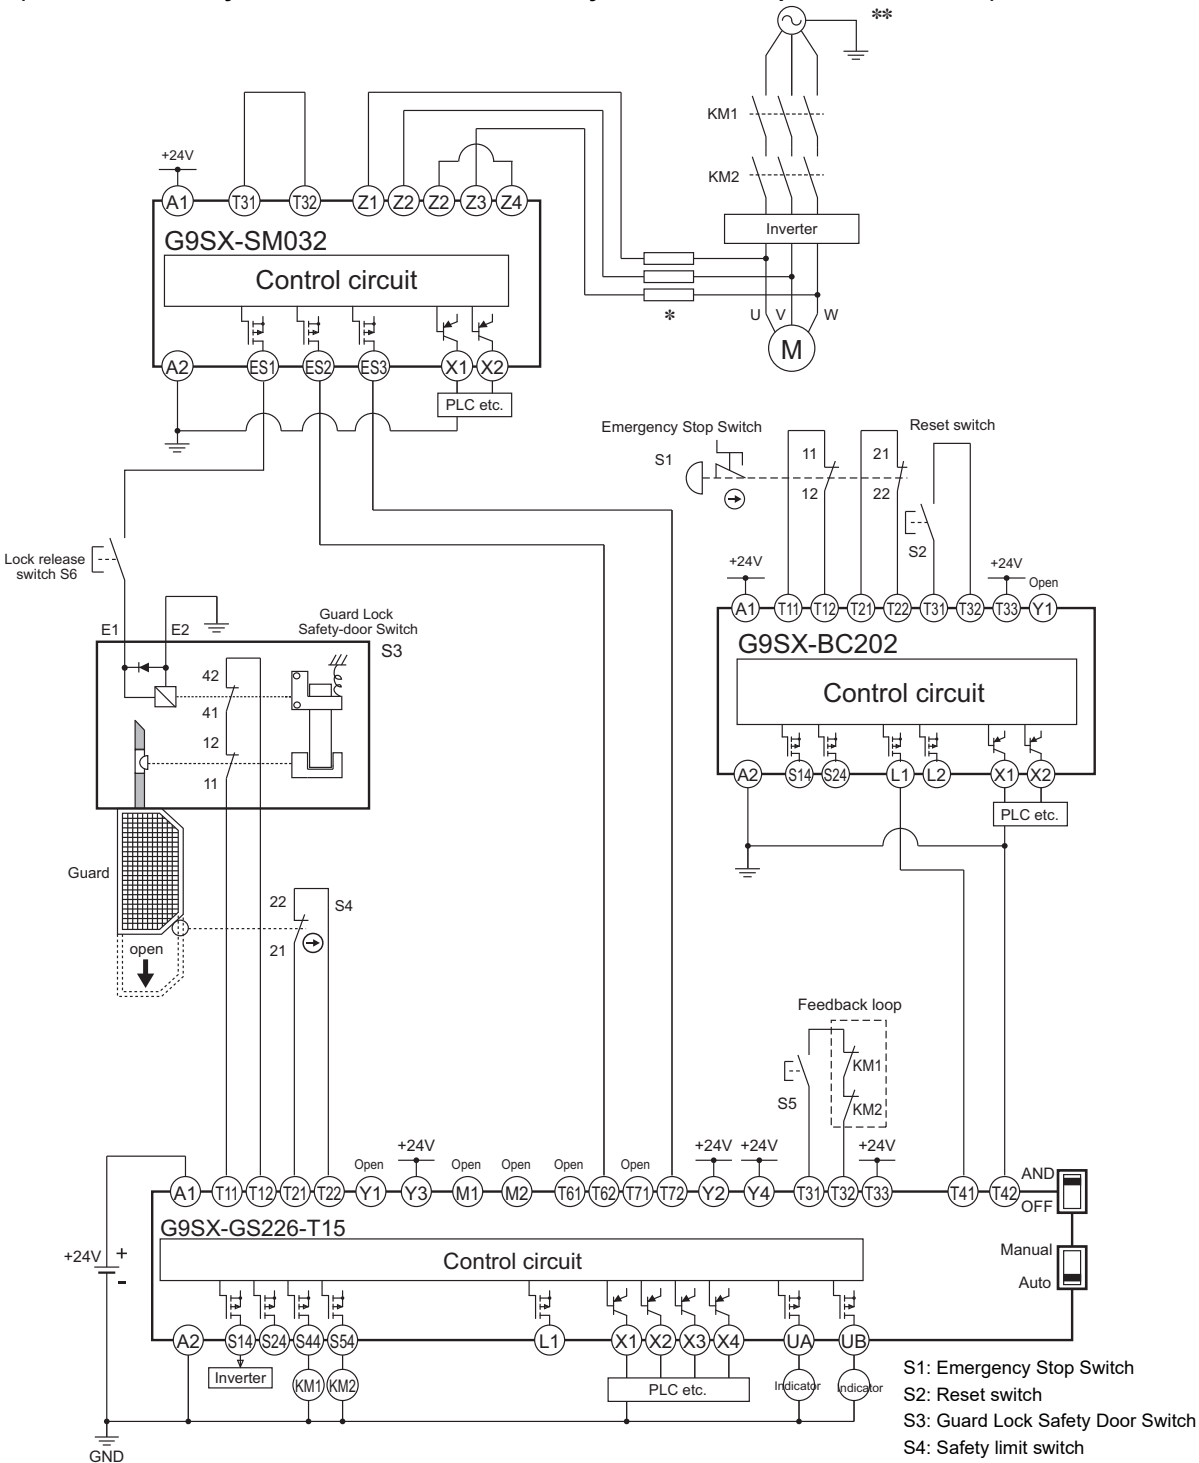 **
KM1
KM2
Inverter
*
U V W
M
+24V
A1 T31 T32 Z1 Z2 Z2 Z3 Z4
G9SX-SM032
Control circuit
A2 ES1 ES2 ES3 X1 X2
PLC etc.
Emergency Stop Switch
S1
11
12
21
22
Reset switch
S2
+24V
+24V
Open
A1 T11 T12 T21 T22 T31 T32 T33 Y1
G9SX-BC202
Control circuit
A2 S14 S24 L1 L2 X1 X2
PLC etc.
Lock release
switch S6
E1 E2
Guard Lock
Safety-door Switch
S3
42
41
12
11
Guard
open
22
21
S4
Feedback loop
KM1
KM2
S5
Open
+24V
Open
Open
Open
Open
+24V
+24V
+24V
A1 T11 T12 T21 T22 Y1 Y3 M1 M2 T61 T62 T71 T72 Y2 Y4 T31 T32 T33 T41 T42
AND
OFF
Manual
Auto
G9SX-GS226-T15
Control circuit
+24V
+
-
A2 S14 S24 S44 S54 L1 X1 X2 X3 X4 UA UB
Inverter
KM1 KM2
PLC etc.
Indicator
Indicator
GND
S1: Emergency Stop Switch
S2: Reset switch
S3: Guard Lock Safety Door Switch
S4: Safety limit switch